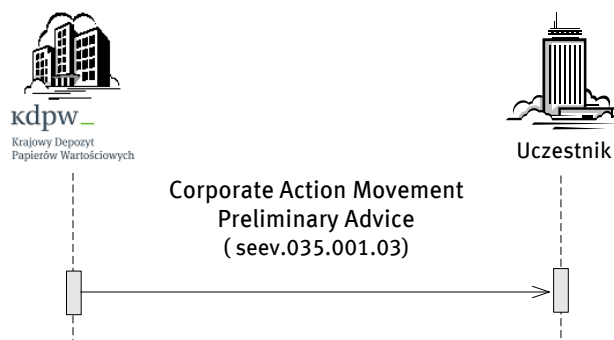 kdpw_
Krajowy Depozyt
Papierów Wartościowych
Uczestnik
Corporate Action Movement
Preliminary Advice
( seev.035.001.03)